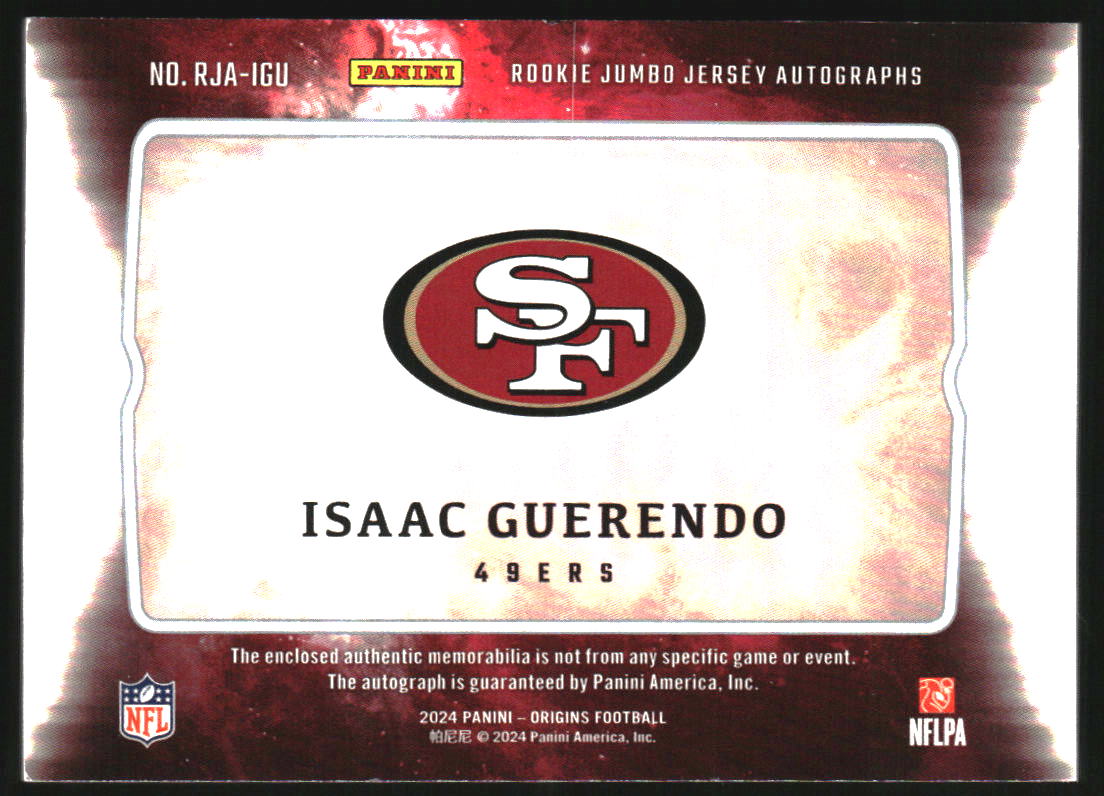 NO. RJA-IGU PANINI ROOKIE JUMBO JERSEY AUTOGRAPHS
SF
ISAAC GUERENDO
49ERS
The enclosed authentic memorabilia is not from any specific game or event.
The autograph is guaranteed by Panini America, Inc.
NFL
2024 PANINI – ORIGINS FOOTBALL
帕尼尼 © 2024 Panini America, Inc.
NFLPA